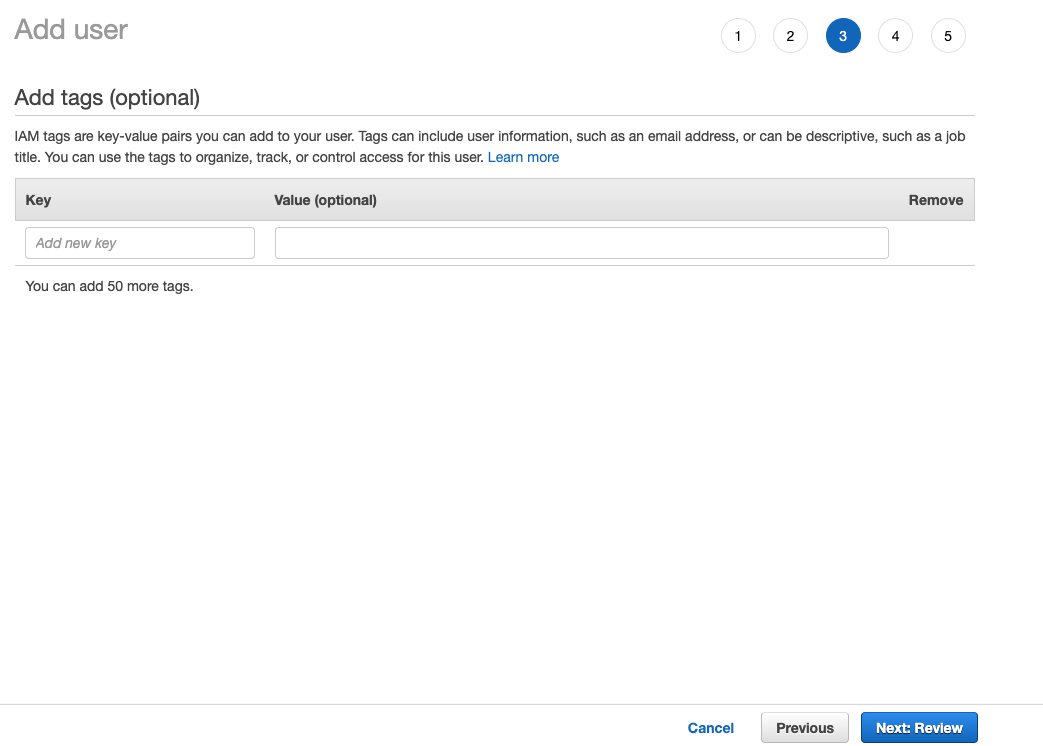 Add user
1 2 3 4 5
Add tags (optional)
IAM tags are key-value pairs you can add to your user. Tags can include user information, such as an email address, or can be descriptive, such as a job
title. You can use the tags to organize, track, or control access for this user. Learn more
Key Value (optional) Remove
Add new key
You can add 50 more tags.
Cancel Previous Next: Review